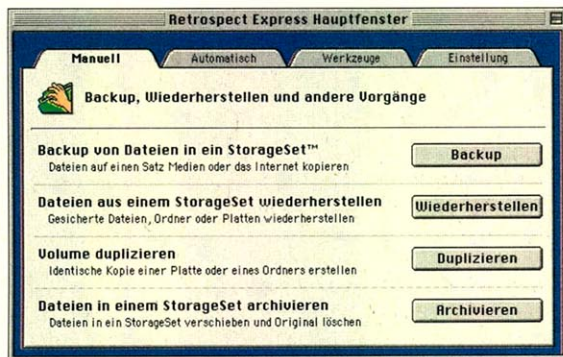 Retrospect Express Hauptfenster
Manuell
Automatisch
Werkzeuge
Einstellung
Backup, Wiederherstellen und andere Vorgänge
Backup von Dateien in ein StorageSet™
Dateien auf einen Satz Medien oder das Internet kopieren
Backup
Dateien aus einem StorageSet wiederherstellen
Gesicherte Dateien, Ordner oder Platten wiederherstellen
Wiederherstellen
Volume duplizieren
Identische Kopie einer Platte oder eines Ordners erstellen
Duplizieren
Dateien in einem StorageSet archivieren
Dateien in ein StorageSet verschieben und Original löschen
Archivieren